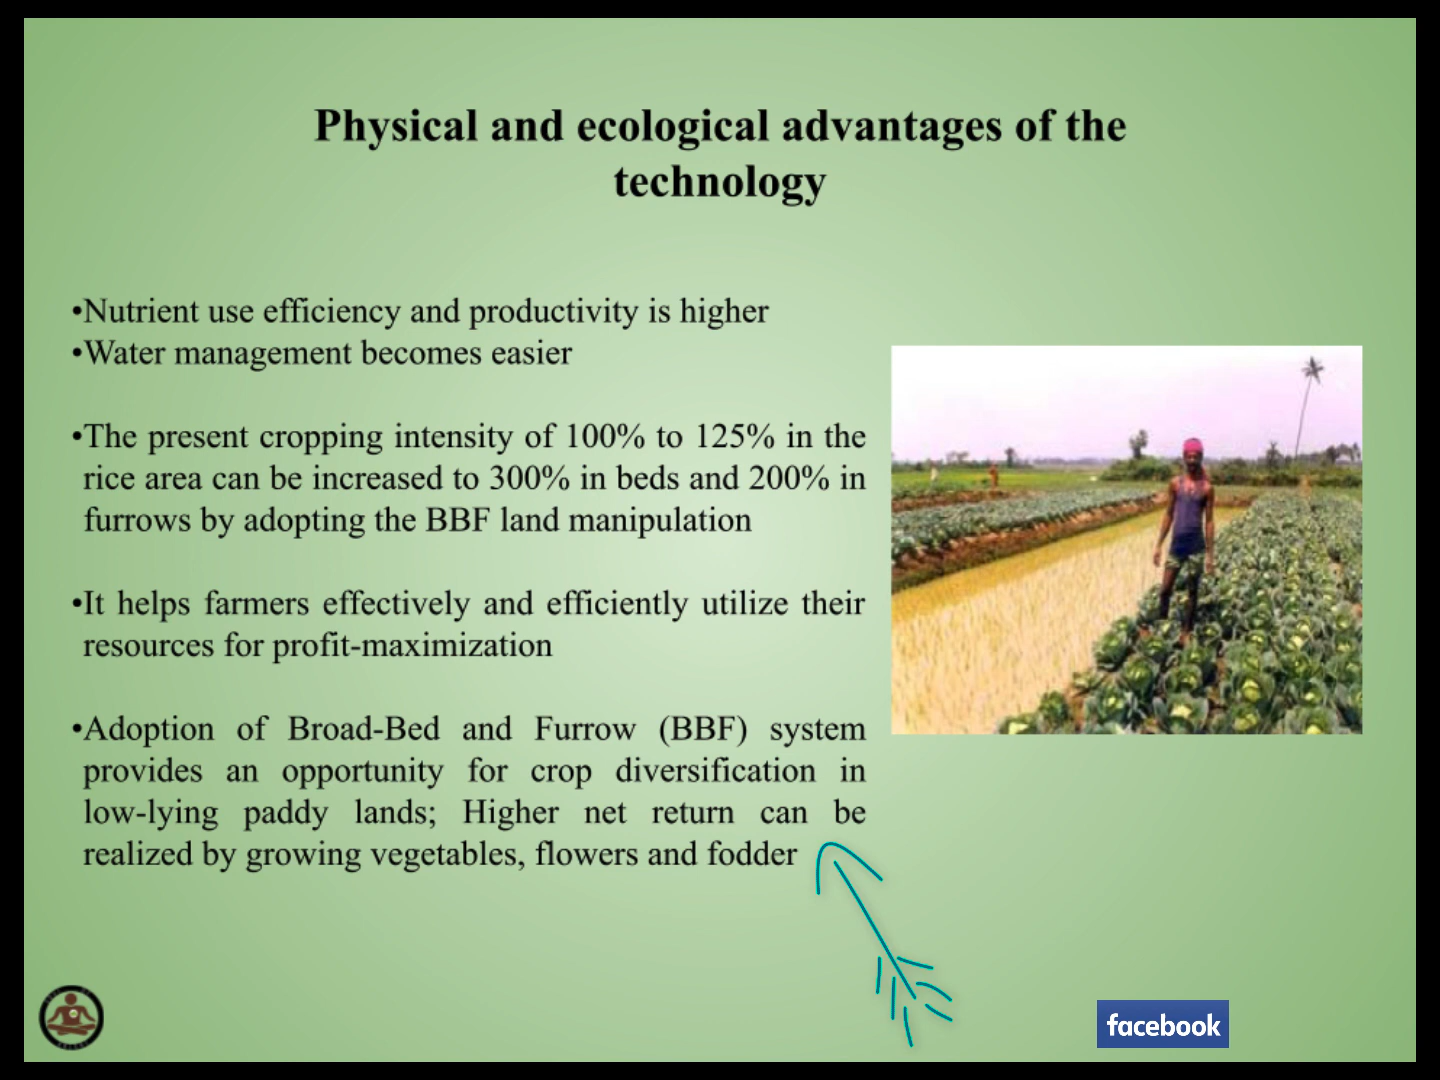 Physical and ecological advantages of the
technology
•Nutrient use efficiency and productivity is higher
•Water management becomes easier
•The present cropping intensity of 100% to 125% in the
rice area can be increased to 300% in beds and 200% in
furrows by adopting the BBF land manipulation
•It helps farmers effectively and efficiently utilize their
resources for profit-maximization
•Adoption of Broad-Bed and Furrow (BBF) system
provides an opportunity for crop diversification in
low-lying paddy lands; Higher net return can be
realized by growing vegetables, flowers and fodder
facebook